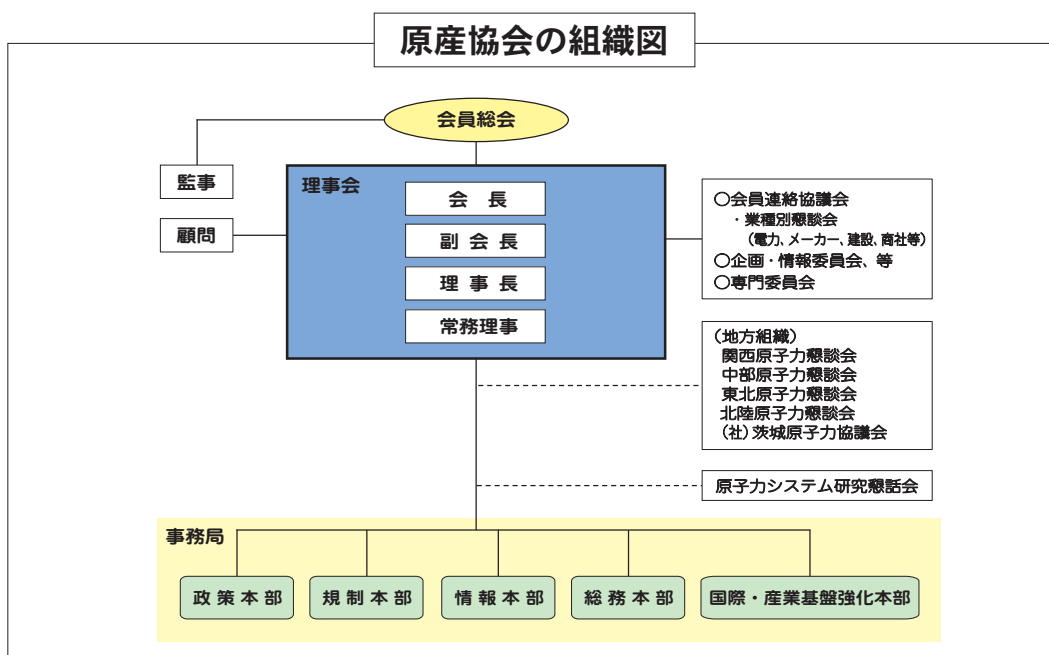 原産協会の組織図
会員総会
監事
顧問
理事会
会長
副会長
理事長
常務理事
○会員連絡協議会
・業種別懇談会
(電力、メーカー、建設、商社等)
○企画・情報委員会、等
○専門委員会
(地方組織)
関西原子力懇談会
中部原子力懇談会
東北原子力懇談会
北陸原子力懇談会
(社)茨城原子力協議会
原子力システム研究懇話会
事務局
政策本部
規制本部
情報本部
総務本部
国際・産業基盤強化本部